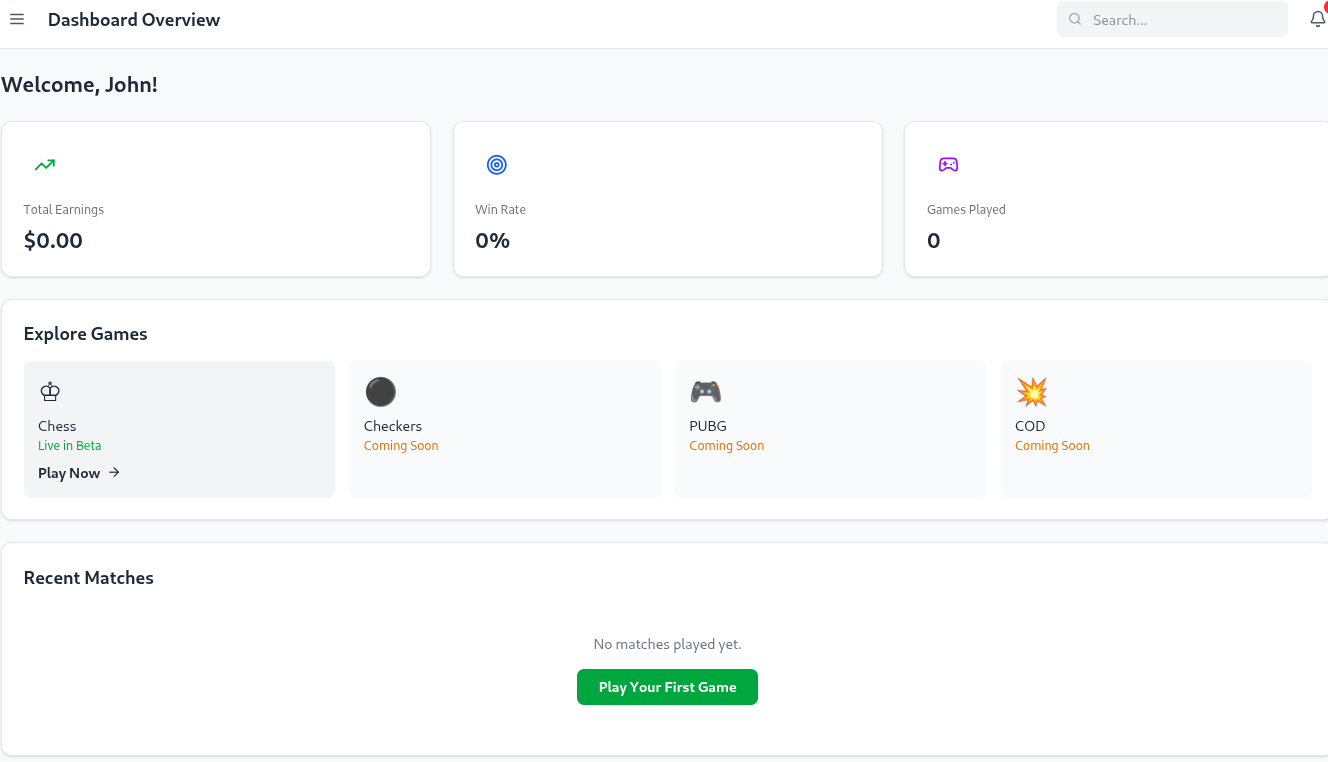 Dashboard Overview
Search...
Welcome, John!
Total Earnings
$0.00
Win Rate
0%
Games Played
0
Explore Games
Chess
Live in Beta
Play Now →
Checkers
Coming Soon
PUBG
Coming Soon
COD
Coming Soon
Recent Matches
No matches played yet.
Play Your First Game